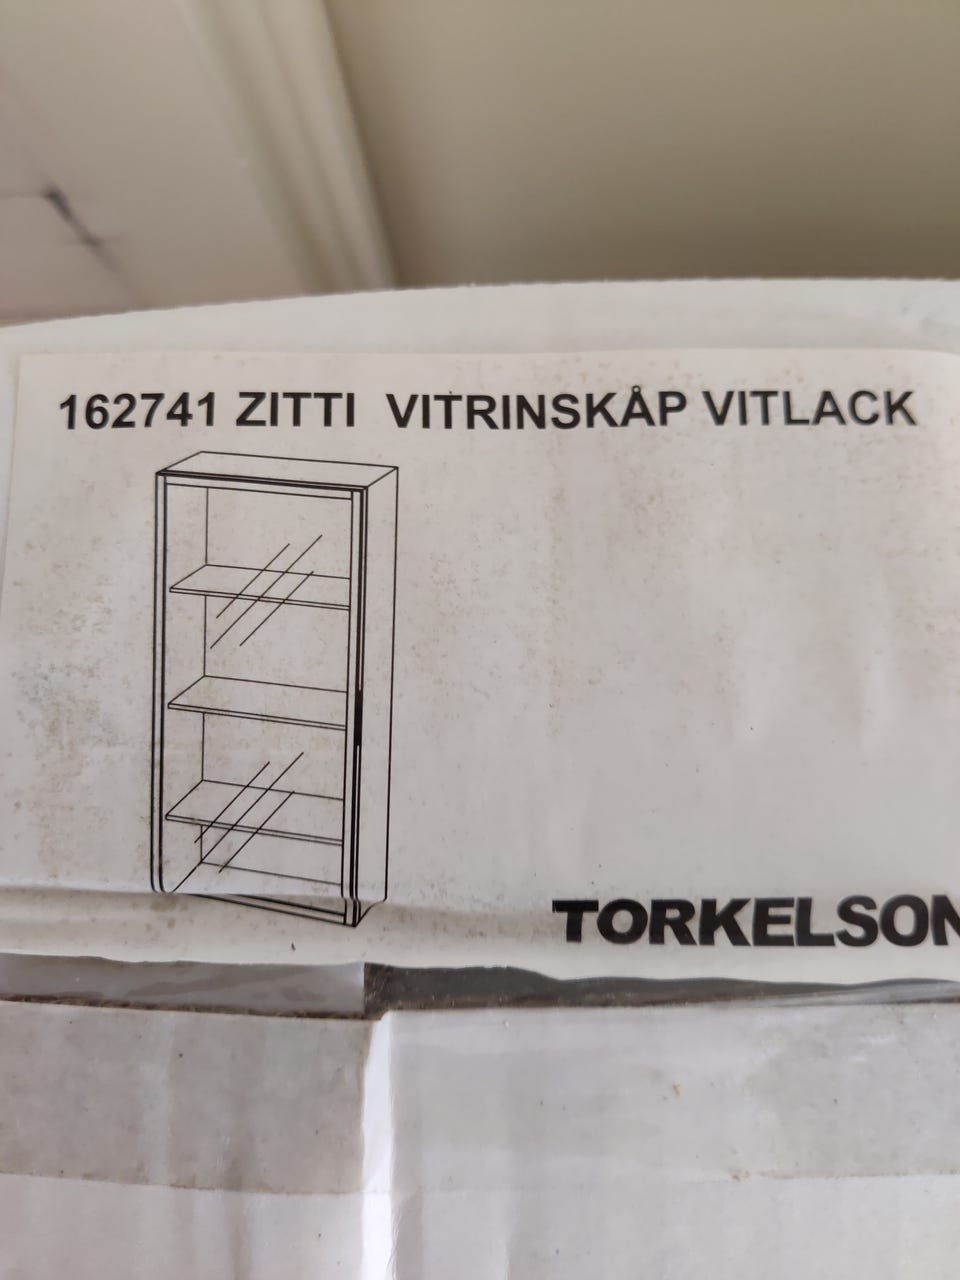 162741 ZITTI VITRINSKÅP VITLACK
TORKELSON